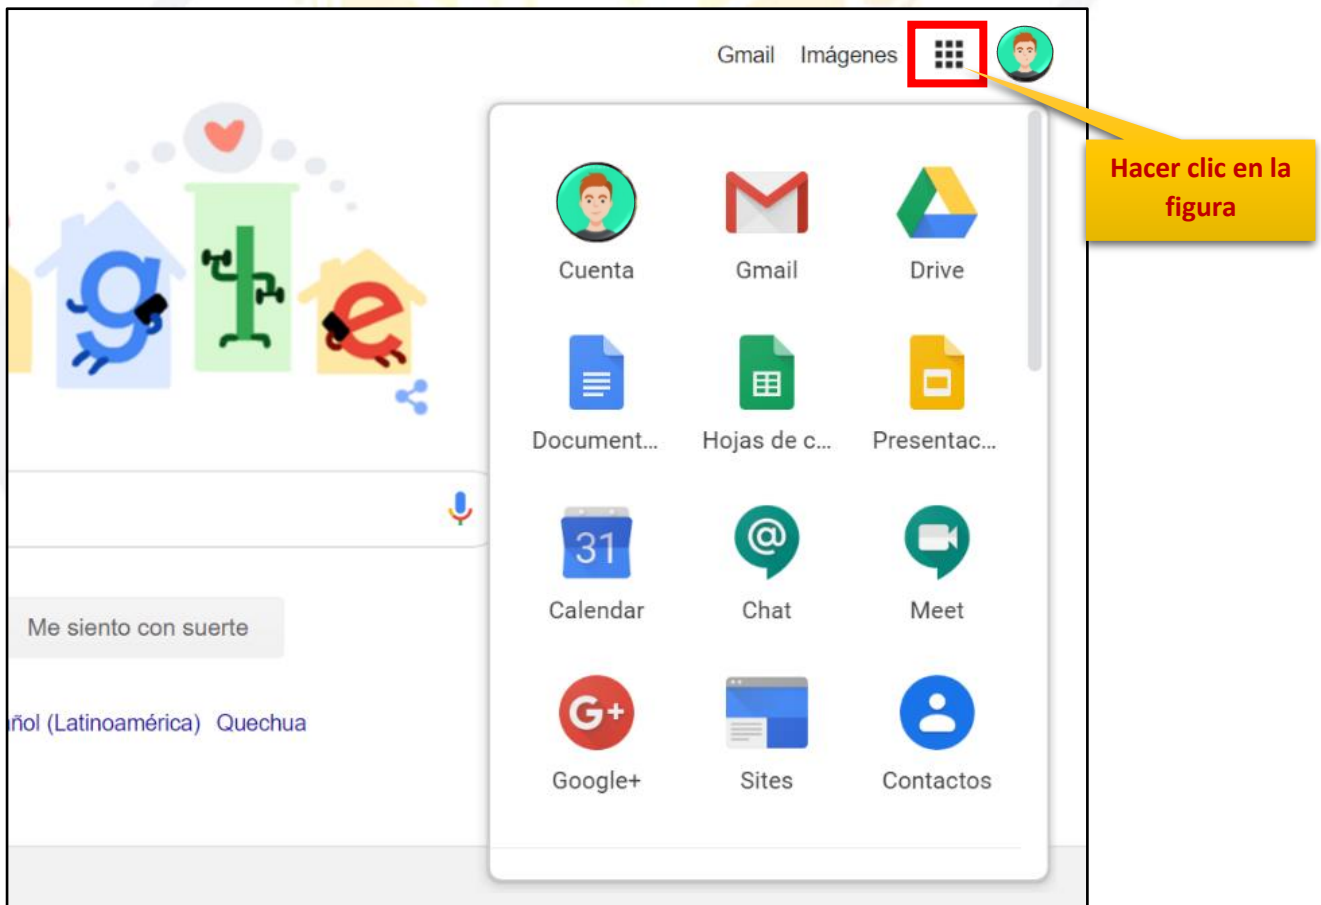 Gmail Imágenes
Hacer clic en la
figura
Cuenta Gmail Drive
Document... Hojas de c... Presentac...
31
Calendar Chat Meet
Me siento con suerte
G+
ñol (Latinoamérica) Quechua
Google+ Sites Contactos